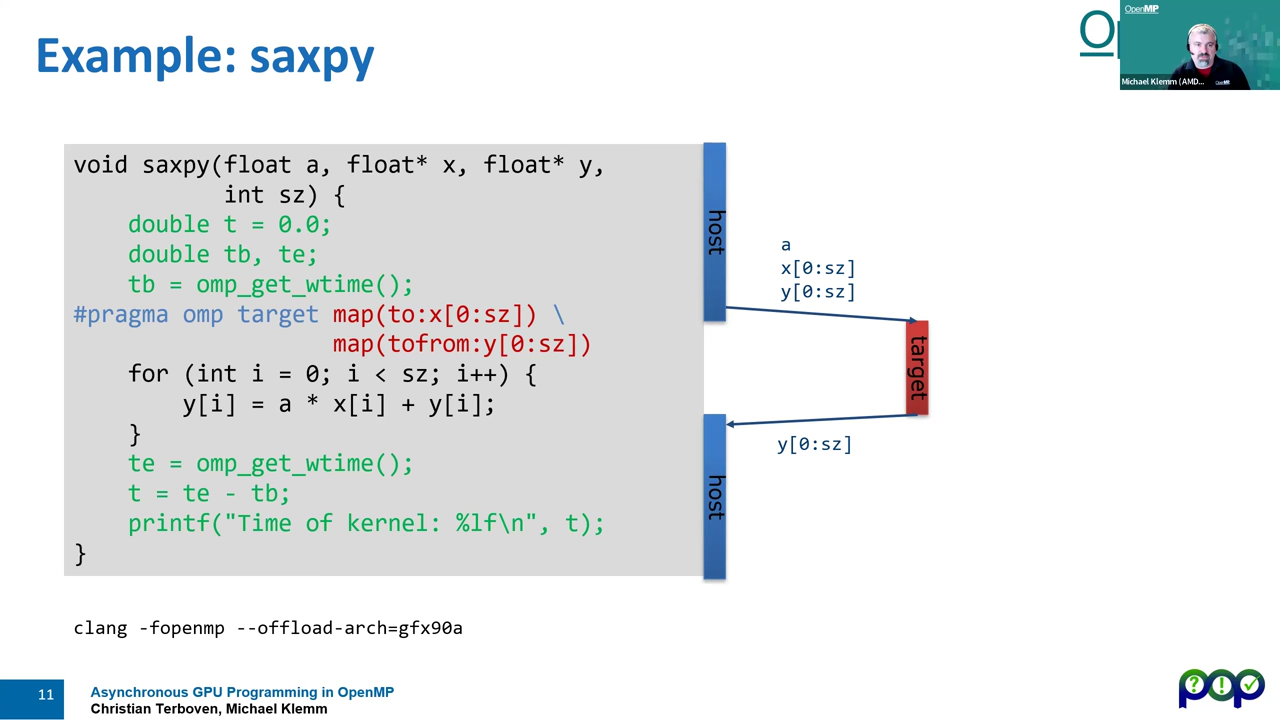 Example: saxpy
OpenMP
Michael Klemm (AMD...
OpenMP
void saxpy(float a, float* x, float* y,
int sz) {
double t = 0.0;
double tb, te;
tb = omp_get_wtime();
#pragma omp target map(to:x[0:sz]) \
map(tofrom:y[0:sz])
for (int i = 0; i < sz; i++) {
y[i] = a * x[i] + y[i];
}
te = omp_get_wtime();
t = te - tb;
printf("Time of kernel: %lf\n", t);
}
host
a
x[0:sz]
y[0:sz]
target
y[0:sz]
host
clang -fopenmp --offload-arch=gfx90a
11
Asynchronous GPU Programming in OpenMP
Christian Terboven, Michael Klemm
pop